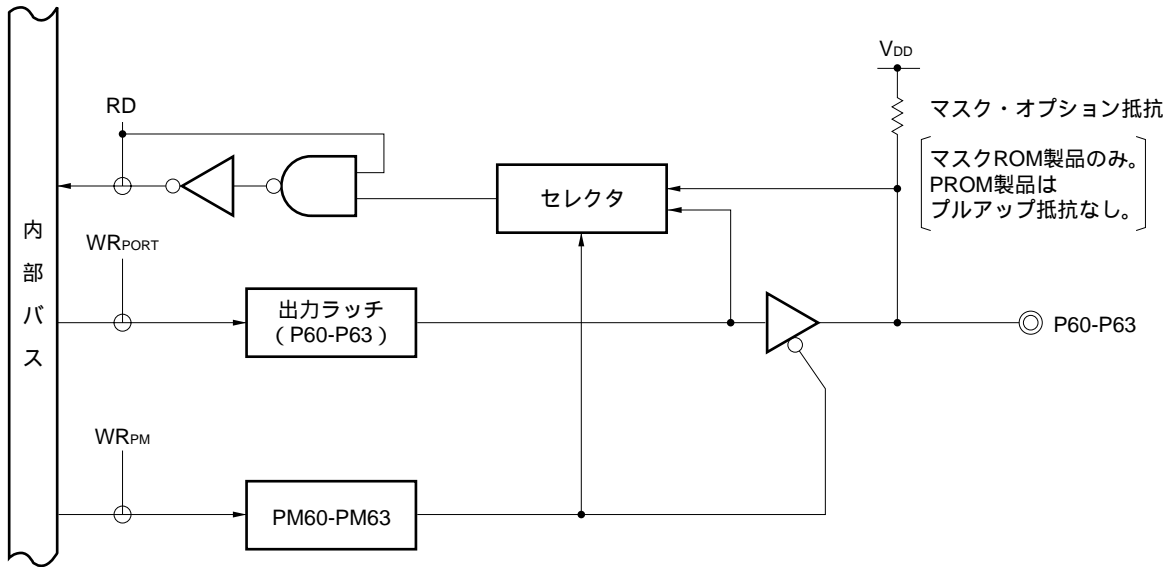 VDD
RD
マスク・オプション抵抗
マスクROM製品のみ。
PROM製品は
プルアップ抵抗なし。
セレクタ
内部バス
WRPORT
出力ラッチ
(P60-P63)
P60-P63
WRPM
PM60-PM63